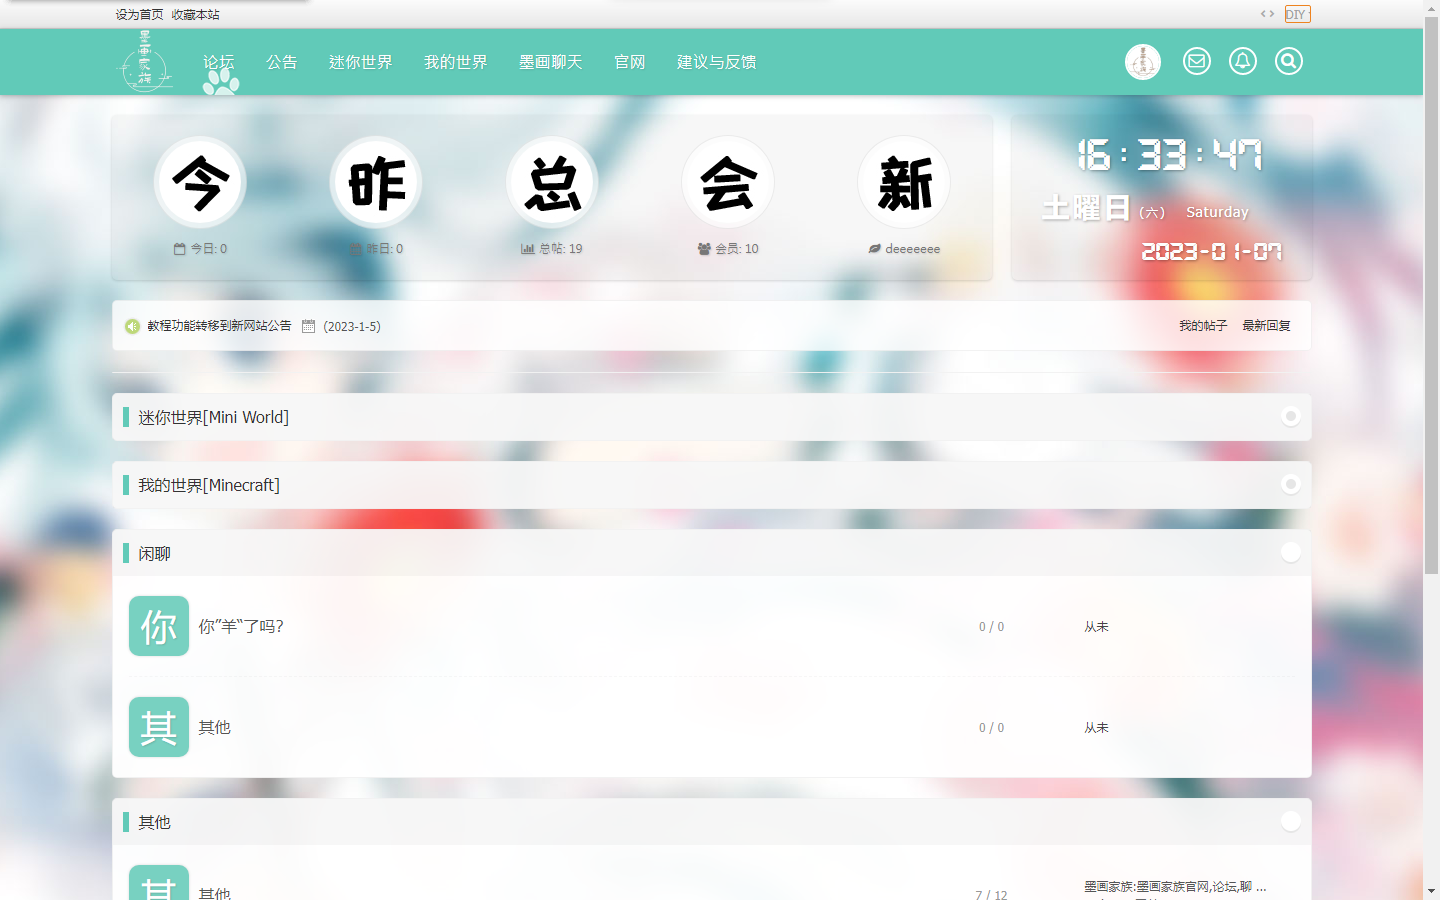 设为首页 收藏本站
DIY
墨画家族
论坛 公告 迷你世界 我的世界 墨画聊天 官网 建议与反馈
今 昨 总 会 新
今日: 0 昨日: 0 总帖: 19 会员: 10 deeeeeee
16:33:47
土曜日 (六) Saturday
2023-01-07
教程功能转移到新网站公告 (2023-1-5)
我的帖子 最新回复
迷你世界[Mini World]
我的世界[Minecraft]
闲聊
你 你”羊“了吗? 0 / 0 从未
其 其他 0 / 0 从未
其他
其 其他 7 / 12 墨画家族:墨画家族官网,论坛,聊 ...